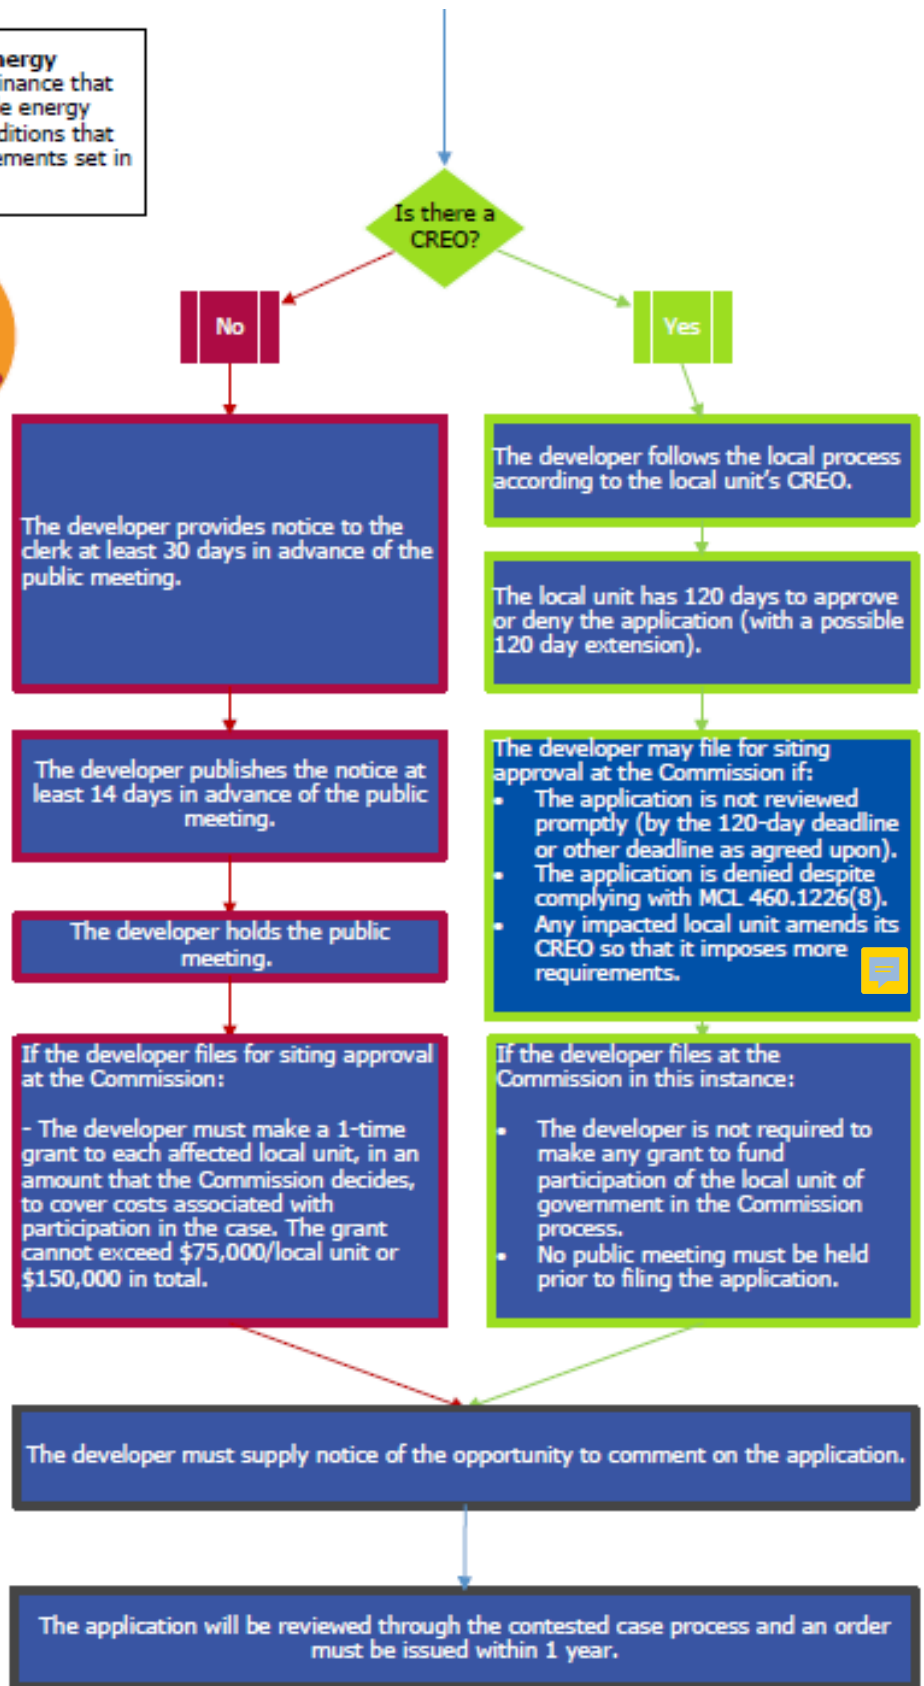 nergy
inance that
e energy
ditions that
ements set in
Is there a
CREO?
No
Yes
The developer provides notice to the
clerk at least 30 days in advance of the
public meeting.
The developer publishes the notice at
least 14 days in advance of the public
meeting.
The developer holds the public
meeting.
If the developer files for siting approval
at the Commission:
- The developer must make a 1-time
grant to each affected local unit, in an
amount that the Commission decides,
to cover costs associated with
participation in the case. The grant
cannot exceed $75,000/local unit or
$150,000 in total.
The developer follows the local process
according to the local unit's CREO.
The local unit has 120 days to approve
or deny the application (with a possible
120 day extension).
The developer may file for siting
approval at the Commission if:
• The application is not reviewed
promptly (by the 120-day deadline
or other deadline as agreed upon).
• The application is denied despite
complying with MCL 460.1226(8).
• Any impacted local unit amends its
CREO so that it imposes more
requirements.
If the developer files at the
Commission in this instance:
• The developer is not required to
make any grant to fund
participation of the local unit of
government in the Commission
process.
• No public meeting must be held
prior to filing the application.
The developer must supply notice of the opportunity to comment on the application.
The application will be reviewed through the contested case process and an order
must be issued within 1 year.